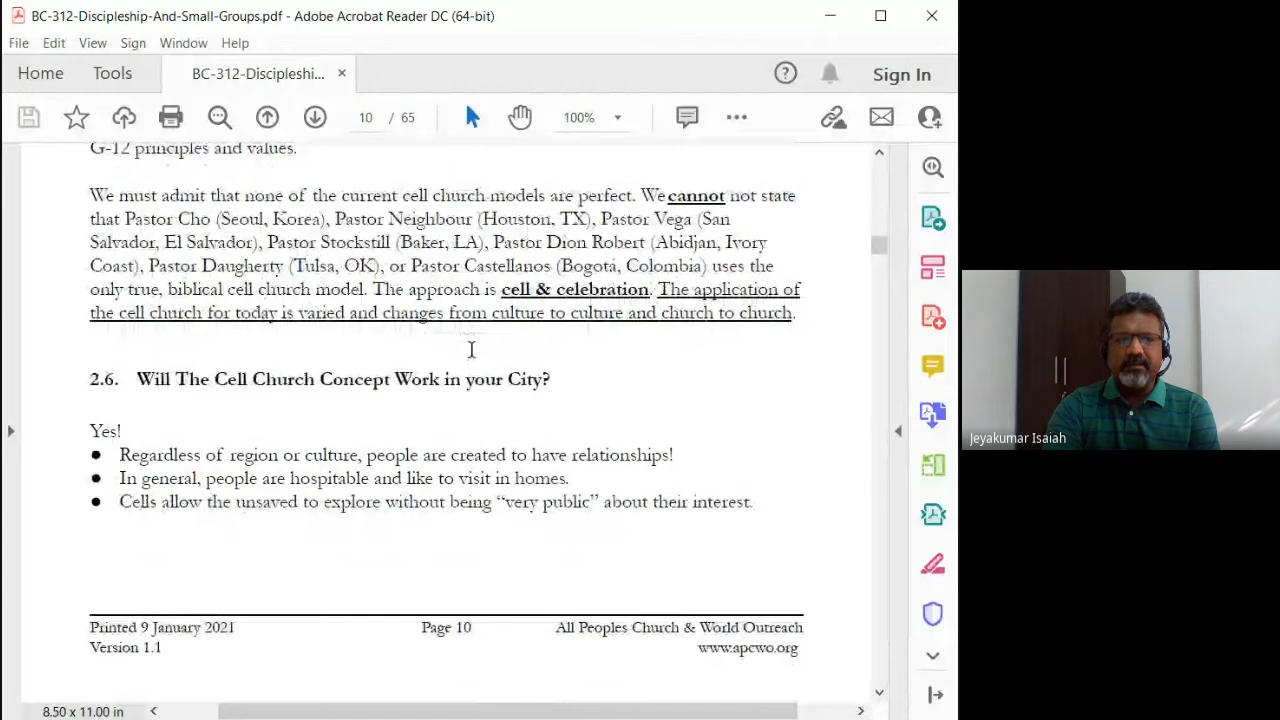 BC-312-Discipleship-And-Small-Groups.pdf - Adobe Acrobat Reader DC (64-bit)
File Edit View Sign Window Help
Home Tools BC-312-Discipleshi... × Sign In
10 / 65 100%
G-12 principles and values.
We must admit that none of the current cell church models are perfect. We cannot not state
that Pastor Cho (Seoul, Korea), Pastor Neighbour (Houston, TX), Pastor Vega (San
Salvador, El Salvador), Pastor Stockstill (Baker, LA), Pastor Dion Robert (Abidjan, Ivory
Coast), Pastor Daugherty (Tulsa, OK), or Pastor Castellanos (Bogota, Colombia) uses the
only true, biblical cell church model. The approach is cell & celebration. The application of
the cell church for today is varied and changes from culture to culture and church to church.
2.6. Will The Cell Church Concept Work in your City?
Yes!
● Regardless of region or culture, people are created to have relationships!
● In general, people are hospitable and like to visit in homes.
● Cells allow the unsaved to explore without being “very public” about their interest.
Printed 9 January 2021 Page 10 All Peoples Church & World Outreach
Version 1.1 www.apcwo.org
8.50 x 11.00 in
Jeyakumar Isaiah